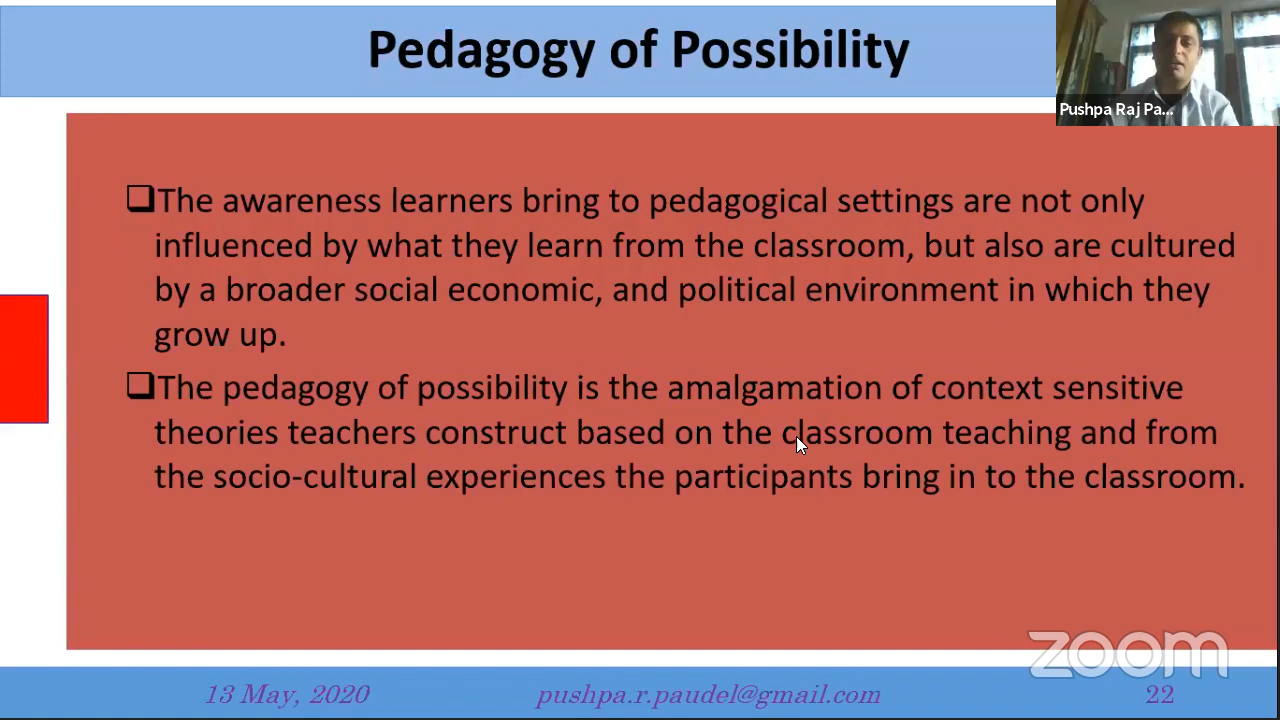 Pedagogy of Possibility
Pushpa Raj Pa...
❑The awareness learners bring to pedagogical settings are not only
influenced by what they learn from the classroom, but also are cultured
by a broader social economic, and political environment in which they
grow up.
❑The pedagogy of possibility is the amalgamation of context sensitive
theories teachers construct based on the classroom teaching and from
the socio-cultural experiences the participants bring in to the classroom.
zoom
13 May, 2020
pushpa.r.paudel@gmail.com
22